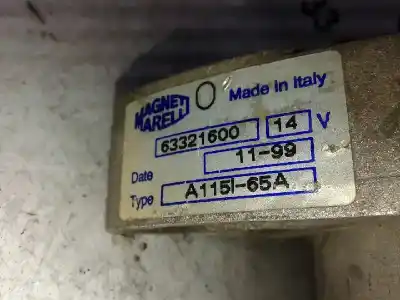 MAGNETI
MARELLI
Made in Italy
63321600 14 V
Date 11-99
Type A115I-65A